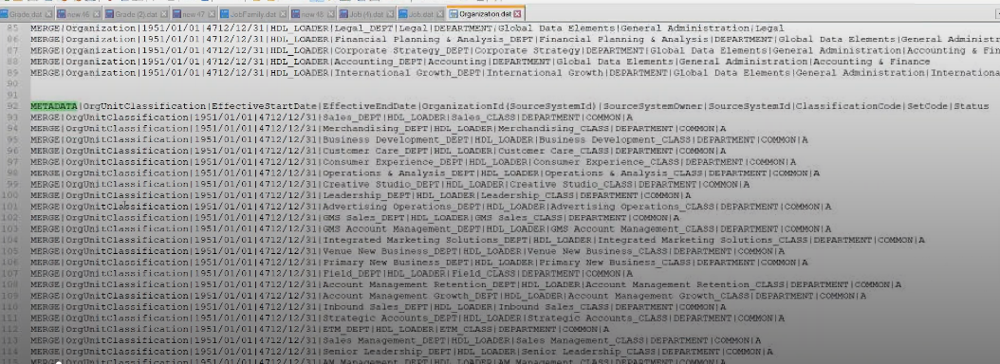 Grade.dat new 46 Grade (2).dat new 47 JobFamily.dat new 48 Job (4).dat Job.dat Organization.dat
85 MERGE|Organization|1951/01/01|4712/12/31|HDL_LOADER|Legal_DEPT|Legal|DEPARTMENT|Global Data Elements|General Administration|Legal
86 MERGE|Organization|1951/01/01|4712/12/31|HDL_LOADER|Financial Planning & Analysis_DEPT|Financial Planning & Analysis|DEPARTMENT|Global Data Elements|General Administr
87 MERGE|Organization|1951/01/01|4712/12/31|HDL_LOADER|Corporate Strategy_DEPT|Corporate Strategy|DEPARTMENT|Global Data Elements|General Administration|Accounting & Fin
88 MERGE|Organization|1951/01/01|4712/12/31|HDL_LOADER|Accounting_DEPT|Accounting|DEPARTMENT|Global Data Elements|General Administration|Accounting & Finance
89 MERGE|Organization|1951/01/01|4712/12/31|HDL_LOADER|International Growth_DEPT|International Growth|DEPARTMENT|Global Data Elements|General Administration|Internationa
90
91
92 METADATA|OrgUnitClassification|EffectiveStartDate|EffectiveEndDate|OrganizationId(SourceSystemId)|SourceSystemOwner|SourceSystemId|ClassificationCode|SetCode|Status
93 MERGE|OrgUnitClassification|1951/01/01|4712/12/31|Sales_DEPT|HDL_LOADER|Sales_CLASS|DEPARTMENT|COMMON|A
94 MERGE|OrgUnitClassification|1951/01/01|4712/12/31|Merchandising_DEPT|HDL_LOADER|Merchandising_CLASS|DEPARTMENT|COMMON|A
95 MERGE|OrgUnitClassification|1951/01/01|4712/12/31|Business Development_DEPT|HDL_LOADER|Business Development_CLASS|DEPARTMENT|COMMON|A
96 MERGE|OrgUnitClassification|1951/01/01|4712/12/31|Customer Care_DEPT|HDL_LOADER|Customer Care_CLASS|DEPARTMENT|COMMON|A
97 MERGE|OrgUnitClassification|1951/01/01|4712/12/31|Consumer Experience_DEPT|HDL_LOADER|Consumer Experience_CLASS|DEPARTMENT|COMMON|A
98 MERGE|OrgUnitClassification|1951/01/01|4712/12/31|Operations & Analysis_DEPT|HDL_LOADER|Operations & Analysis_CLASS|DEPARTMENT|COMMON|A
99 MERGE|OrgUnitClassification|1951/01/01|4712/12/31|Creative Studio_DEPT|HDL_LOADER|Creative Studio_CLASS|DEPARTMENT|COMMON|A
100 MERGE|OrgUnitClassification|1951/01/01|4712/12/31|Leadership_DEPT|HDL_LOADER|Leadership_CLASS|DEPARTMENT|COMMON|A
101 MERGE|OrgUnitClassification|1951/01/01|4712/12/31|Advertising Operations_DEPT|HDL_LOADER|Advertising Operations_CLASS|DEPARTMENT|COMMON|A
102 MERGE|OrgUnitClassification|1951/01/01|4712/12/31|GMS Sales_DEPT|HDL_LOADER|GMS Sales_CLASS|DEPARTMENT|COMMON|A
103 MERGE|OrgUnitClassification|1951/01/01|4712/12/31|GMS Account Management_DEPT|HDL_LOADER|GMS Account Management_CLASS|DEPARTMENT|COMMON|A
104 MERGE|OrgUnitClassification|1951/01/01|4712/12/31|Integrated Marketing Solutions_DEPT|HDL_LOADER|Integrated Marketing Solutions_CLASS|DEPARTMENT|COMMON|A
105 MERGE|OrgUnitClassification|1951/01/01|4712/12/31|Venue New Business_DEPT|HDL_LOADER|Venue New Business_CLASS|DEPARTMENT|COMMON|A
106 MERGE|OrgUnitClassification|1951/01/01|4712/12/31|Primary New Business_DEPT|HDL_LOADER|Primary New Business_CLASS|DEPARTMENT|COMMON|A
107 MERGE|OrgUnitClassification|1951/01/01|4712/12/31|Field_DEPT|HDL_LOADER|Field_CLASS|DEPARTMENT|COMMON|A
108 MERGE|OrgUnitClassification|1951/01/01|4712/12/31|Account Management Retention_DEPT|HDL_LOADER|Account Management Retention_CLASS|DEPARTMENT|COMMON|A
109 MERGE|OrgUnitClassification|1951/01/01|4712/12/31|Account Management Growth_DEPT|HDL_LOADER|Account Management Growth_CLASS|DEPARTMENT|COMMON|A
110 MERGE|OrgUnitClassification|1951/01/01|4712/12/31|Inbound Sales_DEPT|HDL_LOADER|Inbound Sales_CLASS|DEPARTMENT|COMMON|A
111 MERGE|OrgUnitClassification|1951/01/01|4712/12/31|Strategic Accounts_DEPT|HDL_LOADER|Strategic Accounts_CLASS|DEPARTMENT|COMMON|A
112 MERGE|OrgUnitClassification|1951/01/01|4712/12/31|ETM_DEPT|HDL_LOADER|ETM_CLASS|DEPARTMENT|COMMON|A
113 MERGE|OrgUnitClassification|1951/01/01|4712/12/31|Sales Management_DEPT|HDL_LOADER|Sales Management_CLASS|DEPARTMENT|COMMON|A
114 MERGE|OrgUnitClassification|1951/01/01|4712/12/31|Senior Leadership_DEPT|HDL_LOADER|Senior Leadership_CLASS|DEPARTMENT|COMMON|A
MERGE|OrgUnitClassification|1951/01/01|4712/12/31|AM Management_DEPT|HDL_LOADER|AM Management_CLASS|DEPARTMENT|COMMON|A